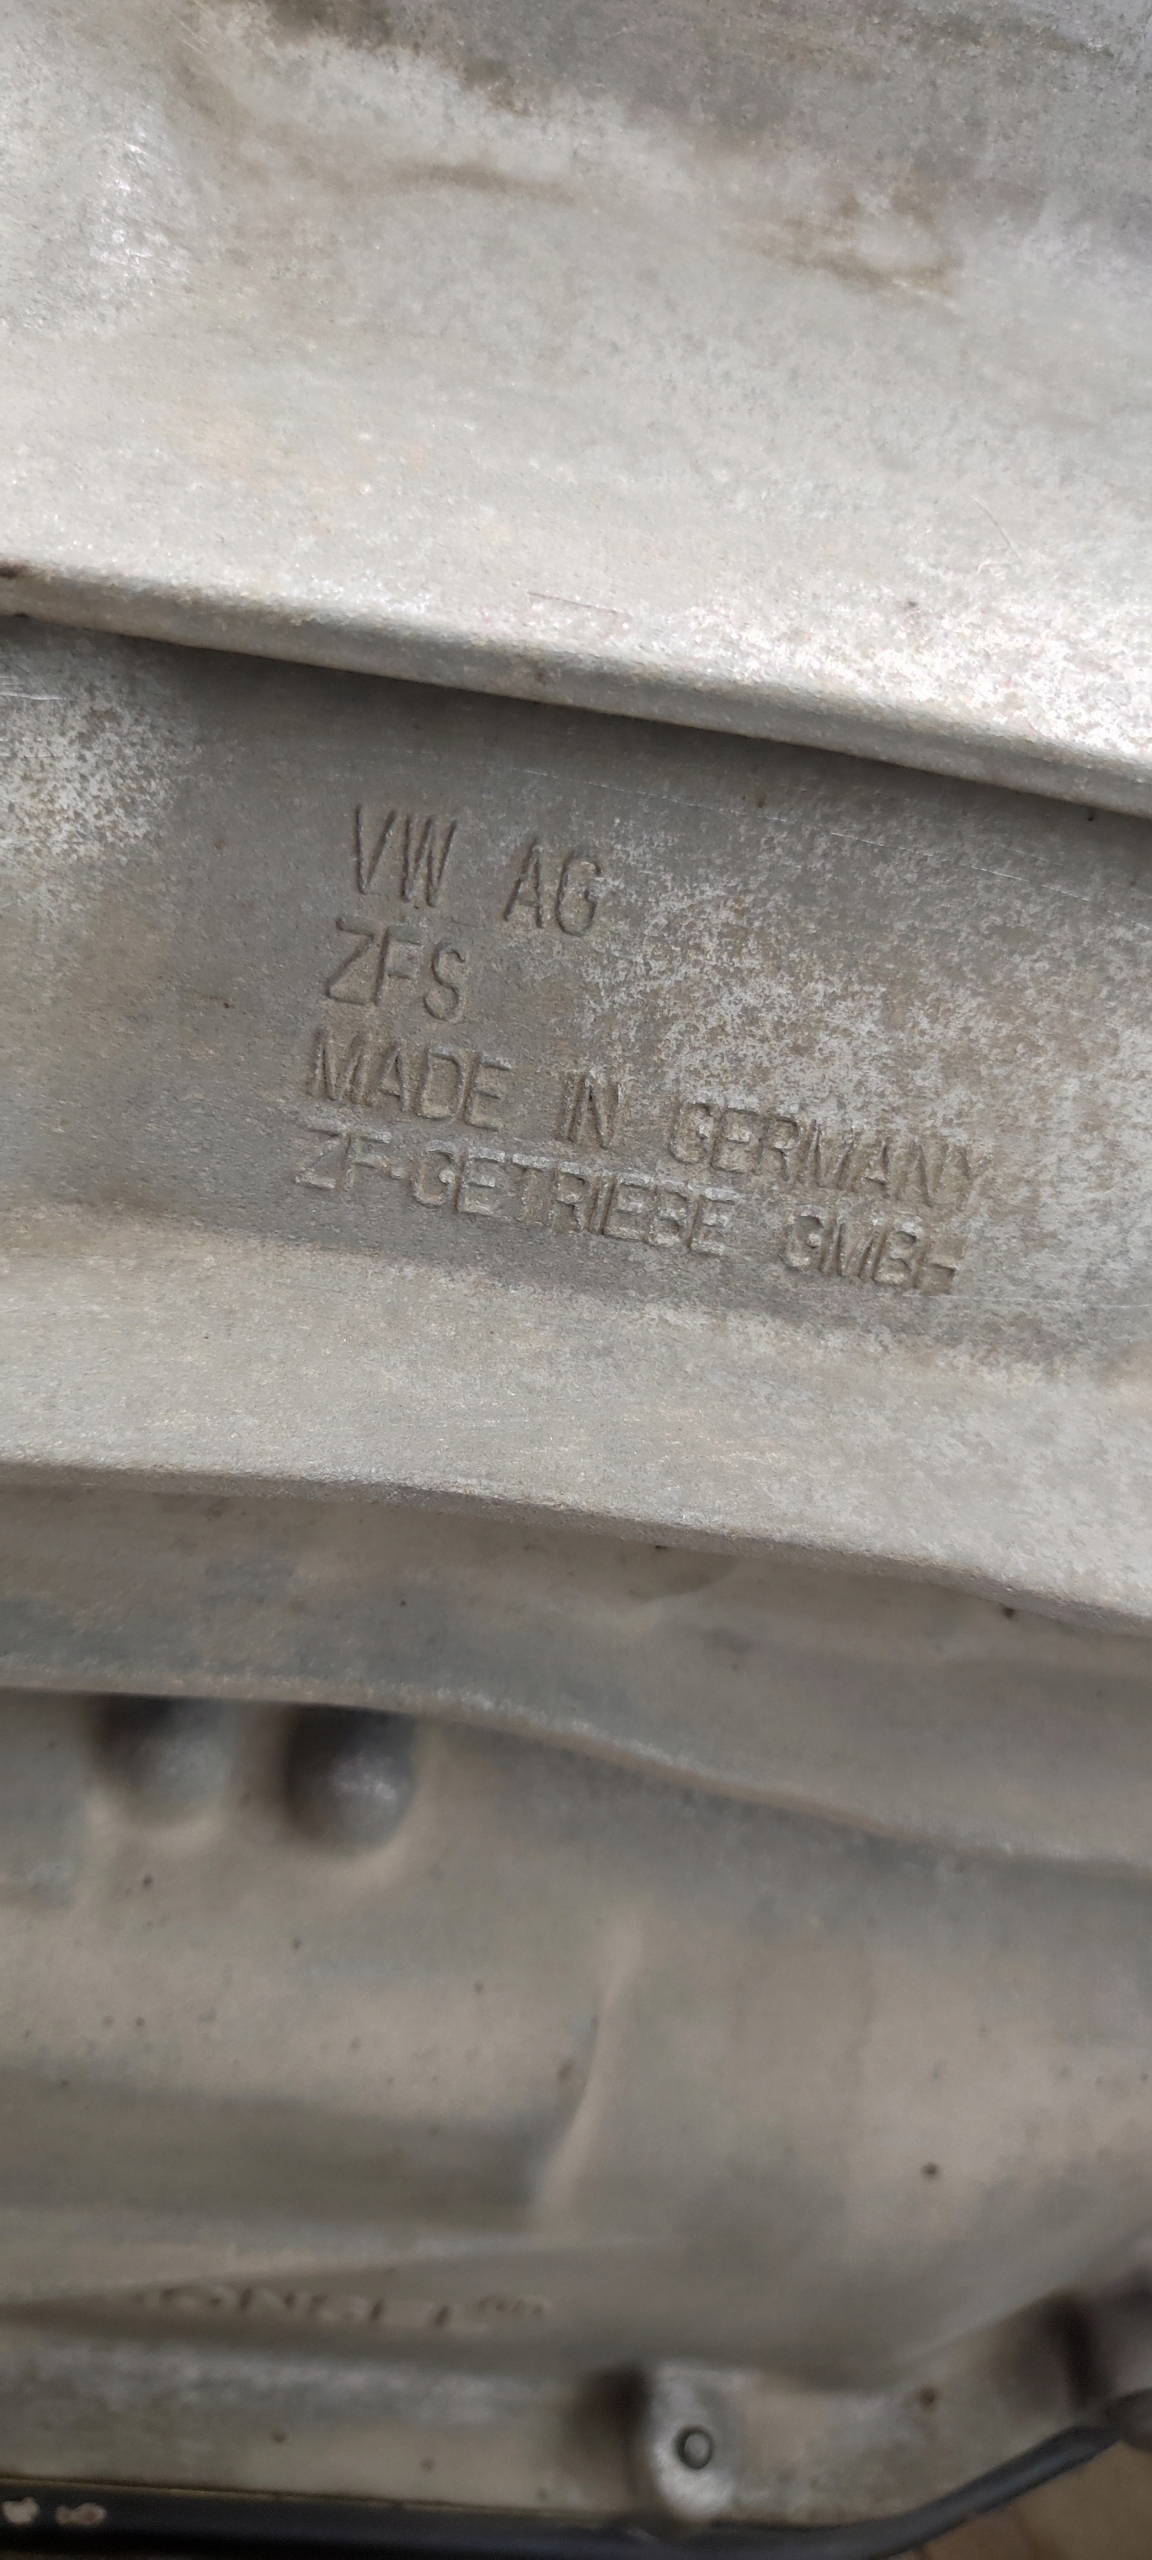 VW AG
ZFS
MADE IN GERMANY
ZF-GETRIEBE GMBH